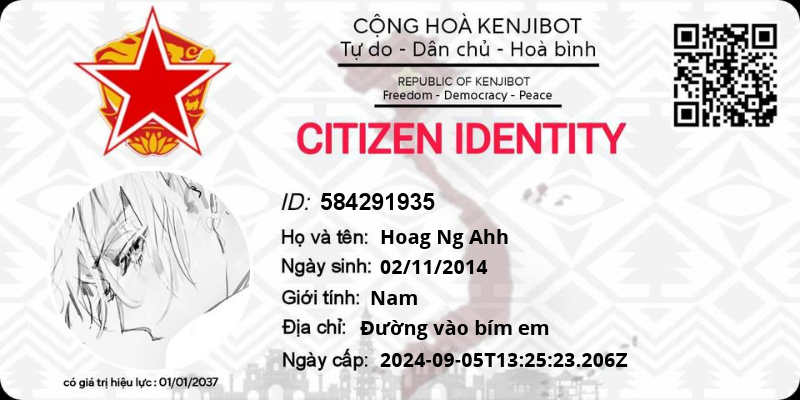 CỘNG HOÀ KENJIBOT
Tự do - Dân chủ - Hoà bình
REPUBLIC OF KENJIBOT
Freedom - Democracy - Peace
CITIZEN IDENTITY
ID: 584291935
Họ và tên: Hoag Ng Ahh
Ngày sinh: 02/11/2014
Giới tính: Nam
Địa chỉ: Đường vào bím em
Ngày cấp: 2024-09-05T13:25:23.206Z
có giá trị hiệu lực : 01/01/2037